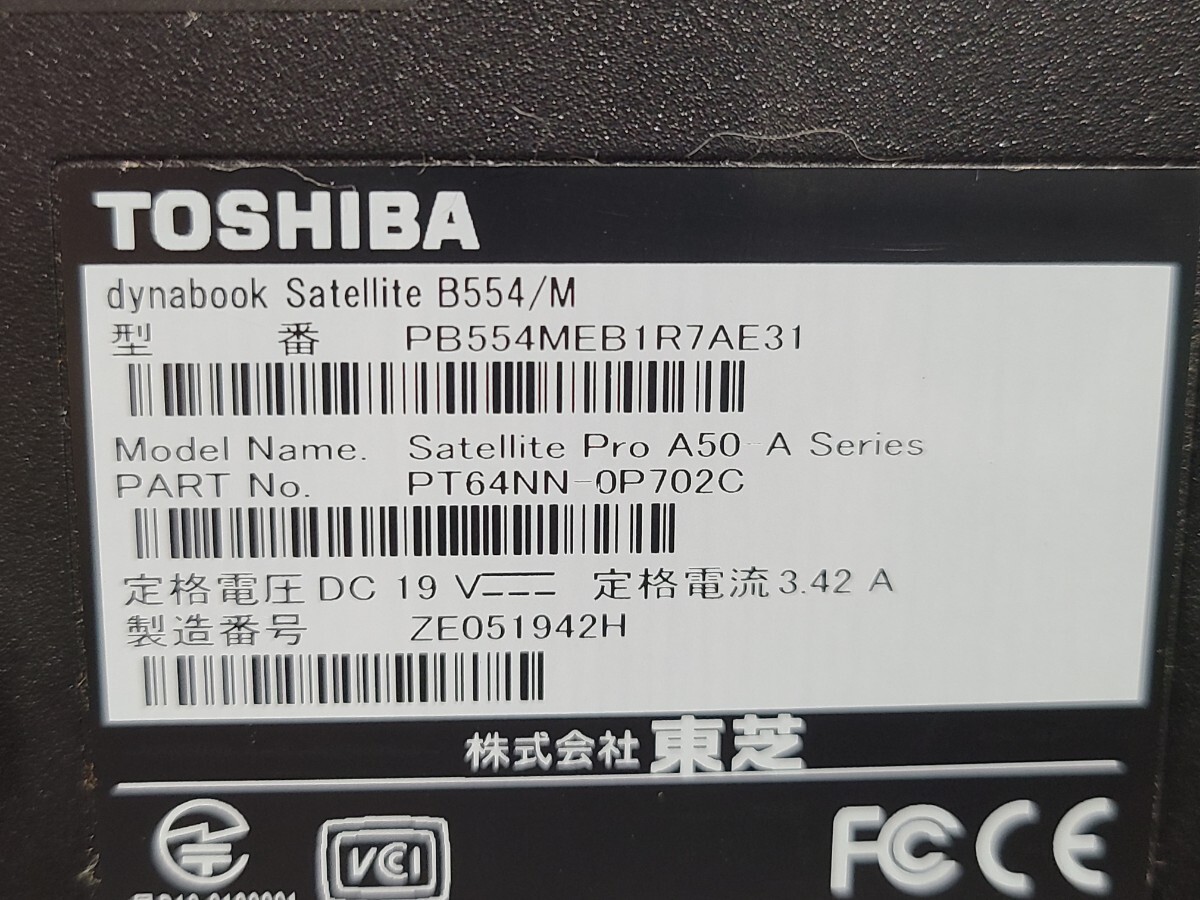 TOSHIBA
dynabook Satellite B554/M
型 番 PB554MEB1R7AE31
Model Name. Satellite Pro A50-A Series
PART No. PT64NN-0P702C
定格電圧 DC 19 V 定格電流 3.42 A
製造番号 ZE051942H
株式会社 東芝
VCCI
FC CE